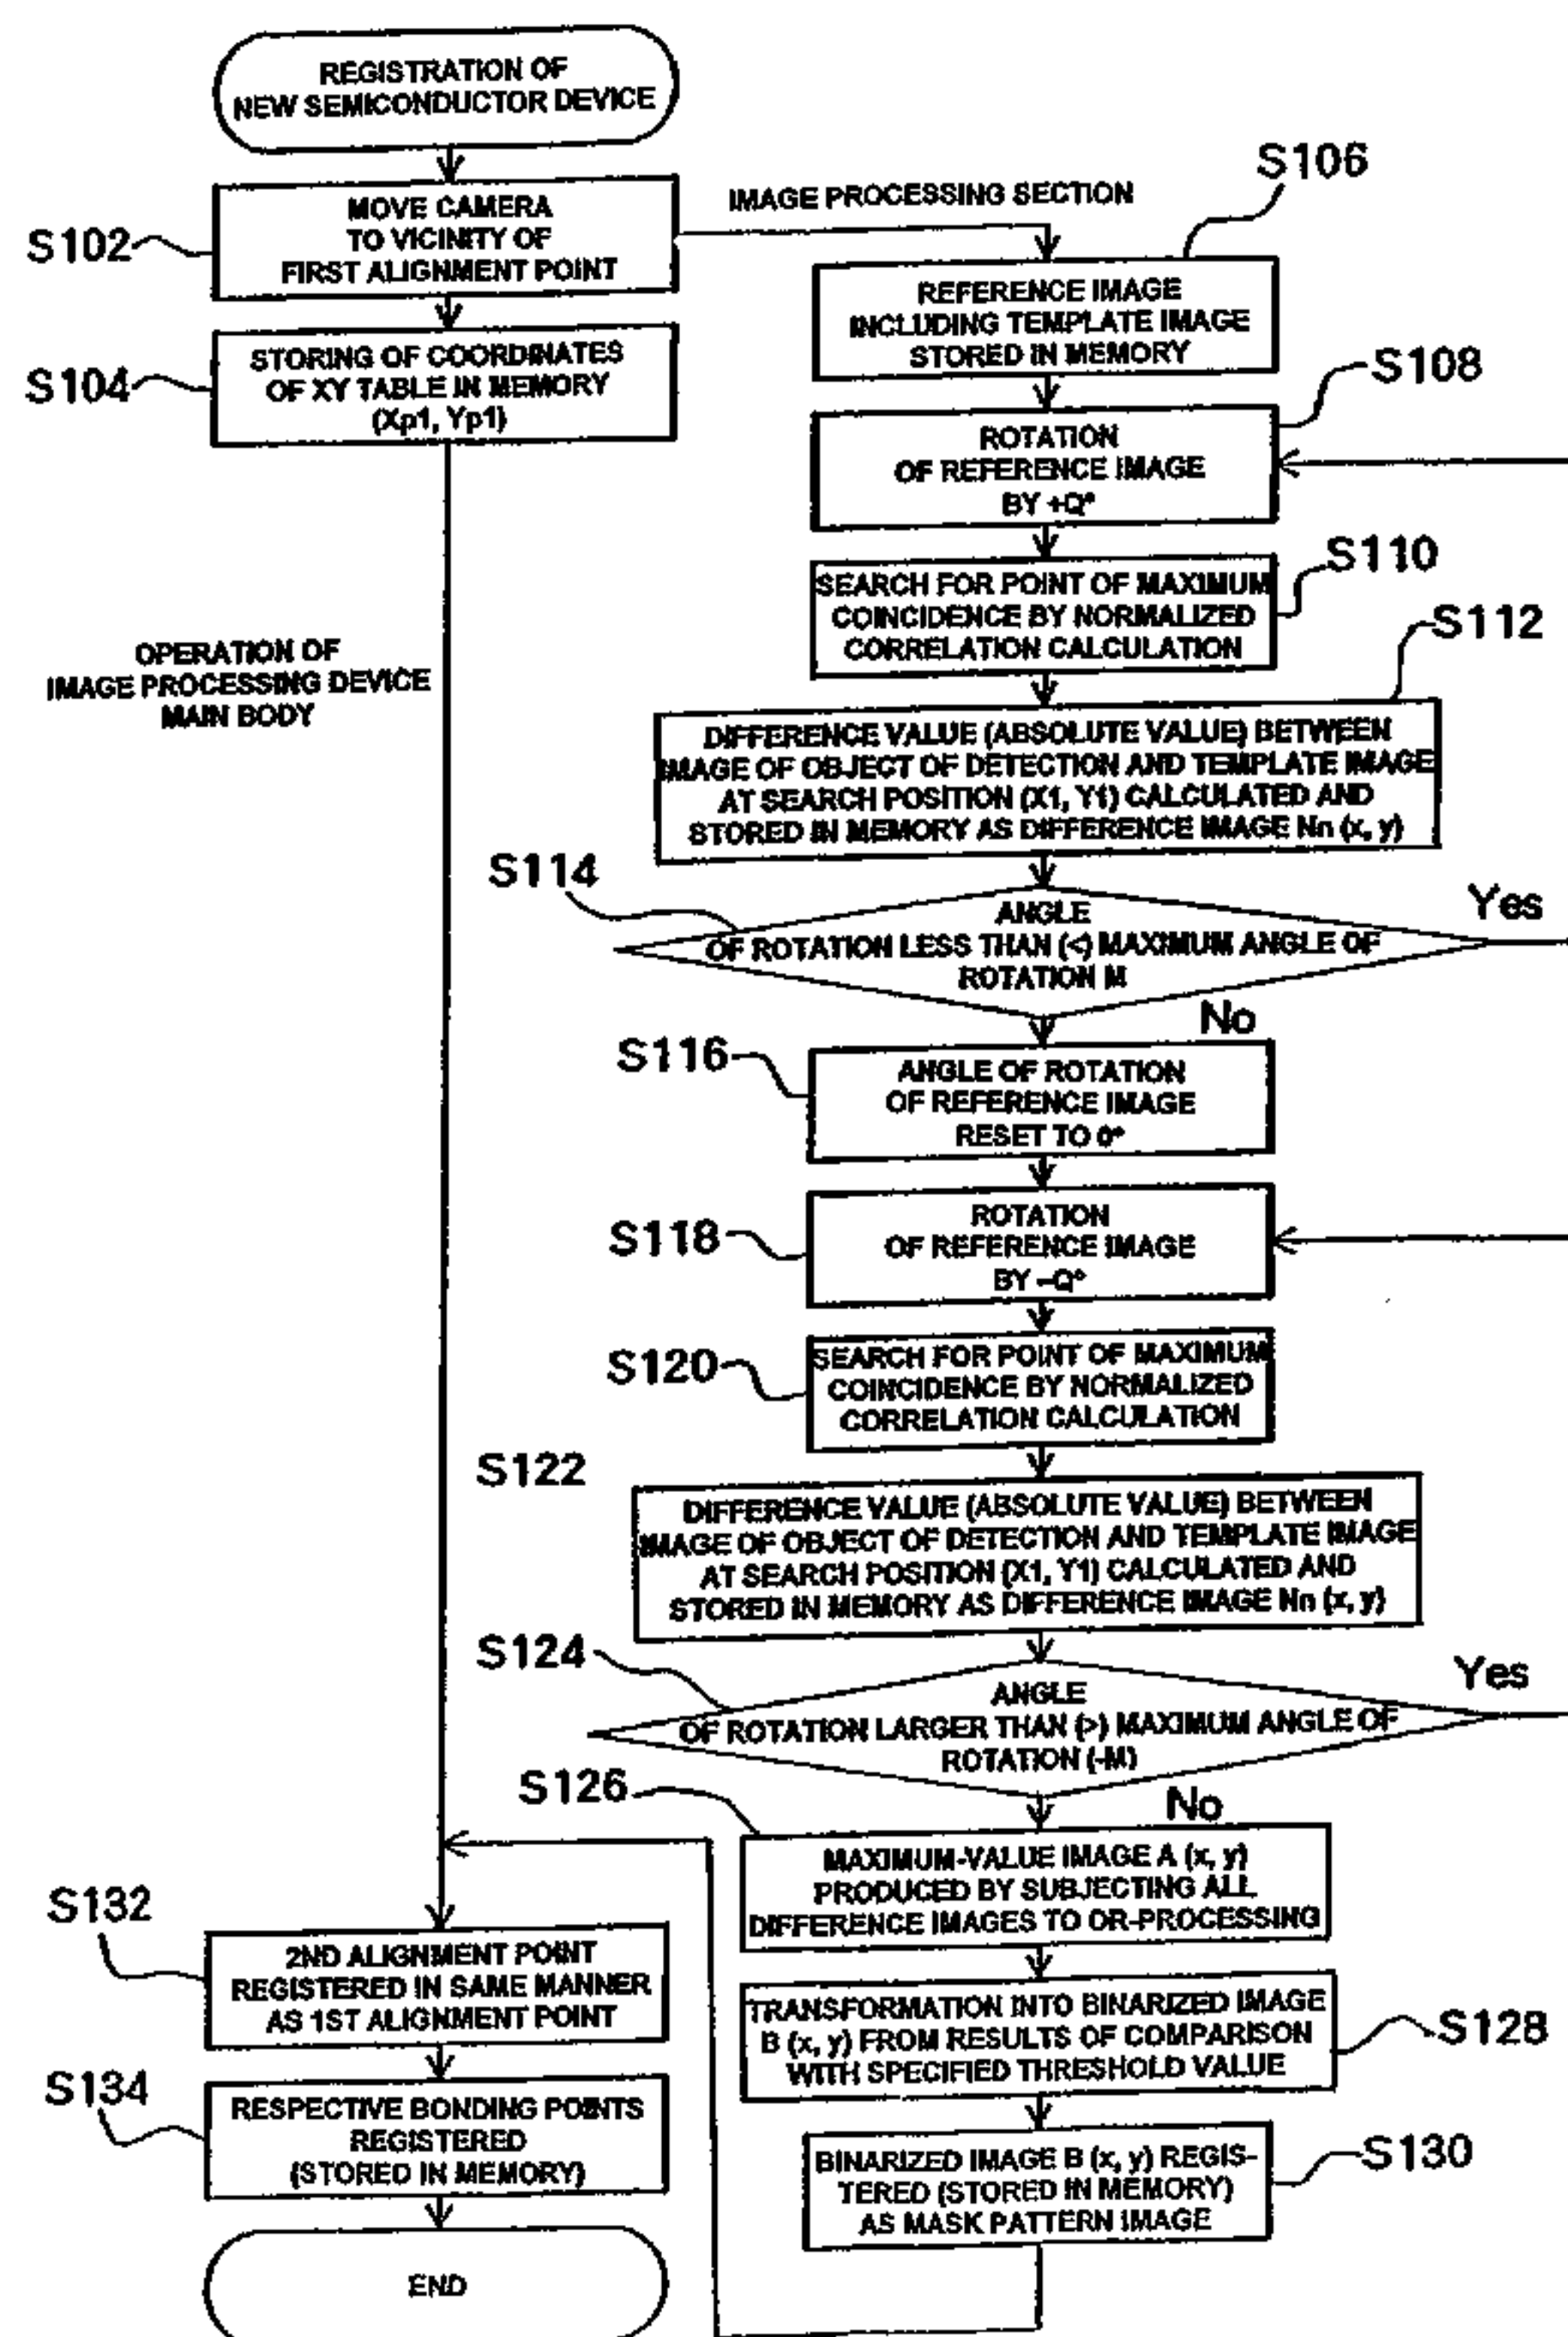 REGISTRATION OF
NEW SEMICONDUCTOR DEVICE
S102
MOVE CAMERA
TO VICINITY OF
FIRST ALIGNMENT POINT
S104
STORING OF COORDINATES
OF XY TABLE IN MEMORY
(Xp1, Yp1)
OPERATION OF
IMAGE PROCESSING DEVICE
MAIN BODY
IMAGE PROCESSING SECTION
S106
REFERENCE IMAGE
INCLUDING TEMPLATE IMAGE
STORED IN MEMORY
S108
ROTATION
OF REFERENCE IMAGE
BY +Q°
S110
SEARCH FOR POINT OF MAXIMUM
COINCIDENCE BY NORMALIZED
CORRELATION CALCULATION
S112
DIFFERENCE VALUE (ABSOLUTE VALUE) BETWEEN
IMAGE OF OBJECT OF DETECTION AND TEMPLATE IMAGE
AT SEARCH POSITION (X1, Y1) CALCULATED AND
STORED IN MEMORY AS DIFFERENCE IMAGE Nn (x, y)
S114
ANGLE
OF ROTATION LESS THAN (<) MAXIMUM ANGLE OF
ROTATION M
Yes
No
S116
ANGLE OF ROTATION
OF REFERENCE IMAGE
RESET TO 0°
S118
ROTATION
OF REFERENCE IMAGE
BY –Q°
S120
SEARCH FOR POINT OF MAXIMUM
COINCIDENCE BY NORMALIZED
CORRELATION CALCULATION
S122
DIFFERENCE VALUE (ABSOLUTE VALUE) BETWEEN
IMAGE OF OBJECT OF DETECTION AND TEMPLATE IMAGE
AT SEARCH POSITION (X1, Y1) CALCULATED AND
STORED IN MEMORY AS DIFFERENCE IMAGE Nn (x, y)
S124
ANGLE
OF ROTATION LARGER THAN (>) MAXIMUM ANGLE OF
ROTATION (-M)
Yes
No
S126
MAXIMUM-VALUE IMAGE A (x, y)
PRODUCED BY SUBJECTING ALL
DIFFERENCE IMAGES TO OR-PROCESSING
S128
TRANSFORMATION INTO BINARIZED IMAGE
B (x, y) FROM RESULTS OF COMPARISON
WITH SPECIFIED THRESHOLD VALUE
S130
BINARIZED IMAGE B (x, y) REGIS-
TERED (STORED IN MEMORY)
AS MASK PATTERN IMAGE
S132
2ND ALIGNMENT POINT
REGISTERED IN SAME MANNER
AS 1ST ALIGNMENT POINT
S134
RESPECTIVE BONDING POINTS
REGISTERED
(STORED IN MEMORY)
END